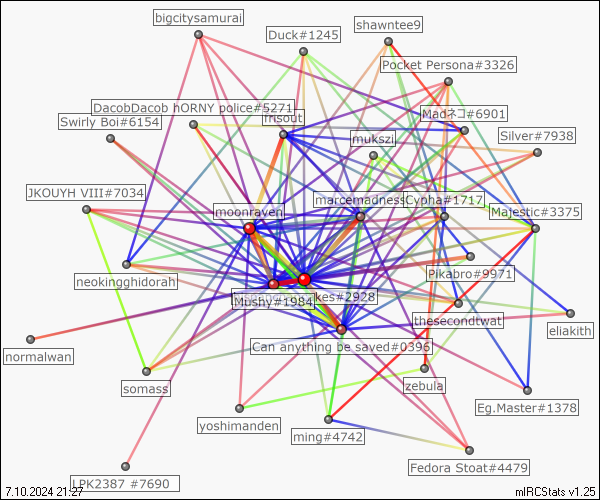 bigcitysamurai
shawntee9
Duck#1245
Pocket Persona#3326
DacobDacob hORNY police#5271
Madネコ#6901
Swirly Boi#6154
misout
Silver#7938
mukszi
JKOUYH VIII#7034
marcemadnessCypha#1717
moonraven
Majestic#3375
neokingghidorah
Pikabro#9971
Mushy#1984
kes#2928
thesecondtwat
eliakith
normalwan
Can anything be saved#0396
somass
zebula
Eg.Master#1378
yoshimanden
ming#4742
Fedora Stoat#4479
LPK2387 #7690
7.10.2024 21:27
mIRCStats v1.25